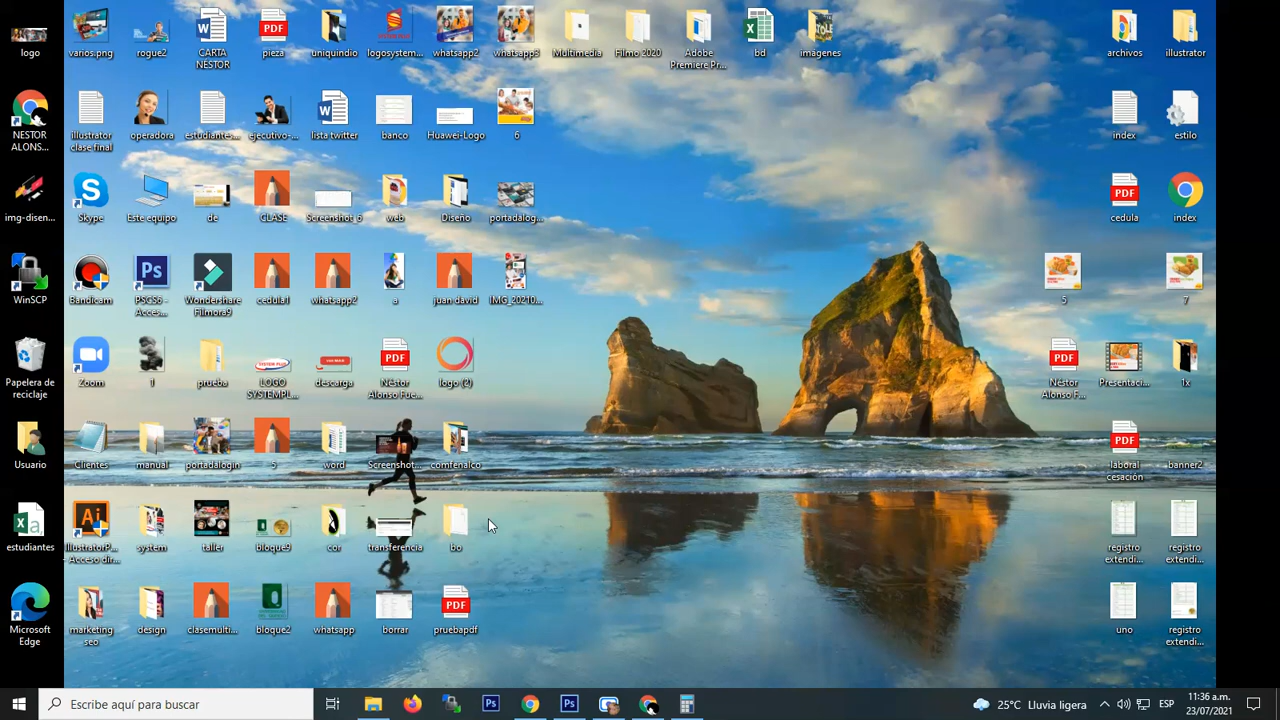 logo
varios.png
rogue2
CARTA NESTOR
pieza
uniquindio
logosystem...
whatsapp2
whatsapp3
Multimedia
Filmo 2020
Adobe Premiere Pr...
bd
imágenes
archivos
illustrator
NESTOR ALONS...
illustrator clase final
operadora
estudiantes...
ejecutivo-...
lista twitter
banco
Huawei-Logo
6
index
estilo
img-disen...
Skype
Este equipo
de
CLASE
Screenshot_6
web
Diseño
portadalog...
cedula
index
WinSCP
Bandicam
PSCS6 - Acces...
Wondershare Filmora9
cedula1
whatsapp2
a
juan david
IMG_20210...
5
7
Papelera de reciclaje
Zoom
1
prueba
LOGO SYSTEMPL...
descarga
Néstor Alonso Fue...
logo (2)
Néstor Alonso F...
Presentaci...
1x
Usuario
Clientes
manual
portadalogin
5
word
Screenshot...
comfenalco
laboral cesación
banner2
estudiantes
IllustratorP... - Acceso dir...
system
taller
bloque9
cor
transferencia
bo
registro extendi...
registro extendi...
Microsoft Edge
marketing seo
design
clasemulti...
bloque2
whatsapp
borrar
pruebapdf
uno
registro extendi...
Escribe aquí para buscar
25°C Lluvia ligera
ESP
11:36 a.m.
23/07/2021